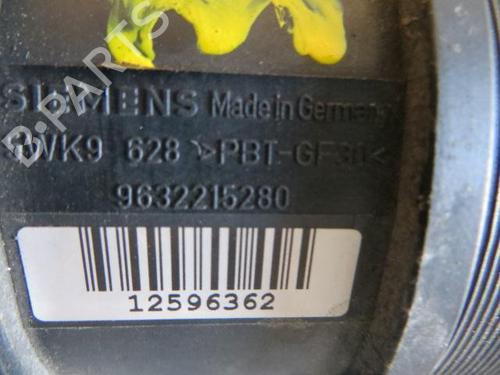 SIEMENS Made in Germany
5WK9 628 >PBT-GF30<
9632215280
12596362
D-PARTS